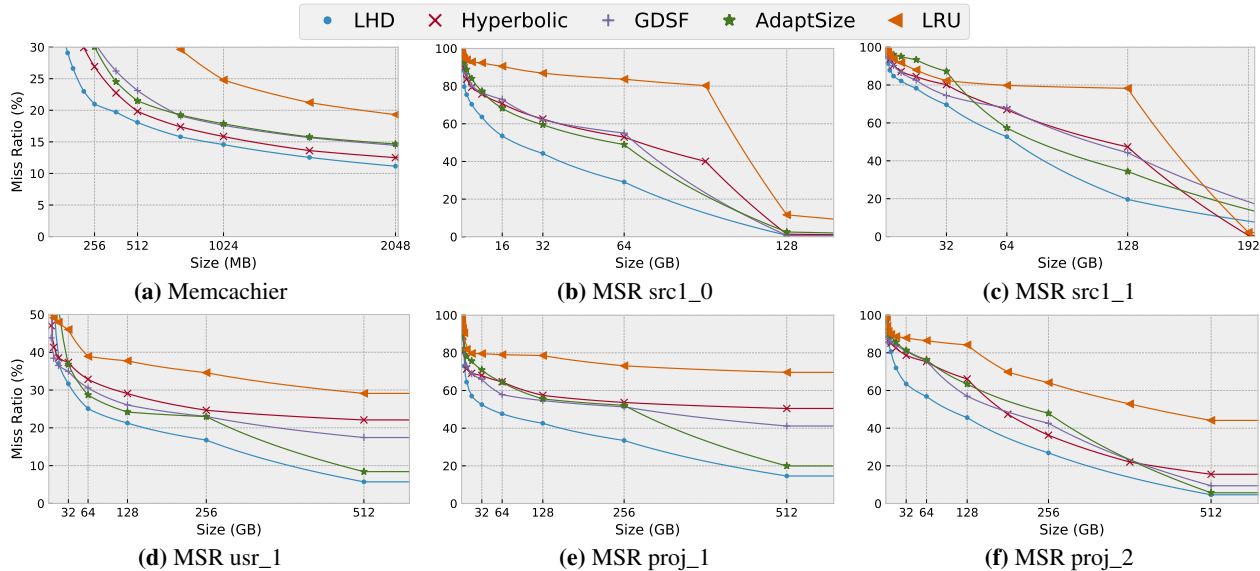 LHD Hyperbolic GDSF AdaptSize LRU
30
25
20
15
10
5
0
Miss Ratio (%)
256 512 1024 2048
Size (MB)
(a) Memcachier
100
80
60
40
20
0
16 32 64 128
Size (GB)
(b) MSR src1_0
100
80
60
40
20
0
32 64 128 192
Size (GB)
(c) MSR src1_1
50
40
30
20
10
0
Miss Ratio (%)
32 64 128 256 512
Size (GB)
(d) MSR usr_1
100
80
60
40
20
0
32 64 128 256 512
Size (GB)
(e) MSR proj_1
100
80
60
40
20
0
32 64 128 256 512
Size (GB)
(f) MSR proj_2